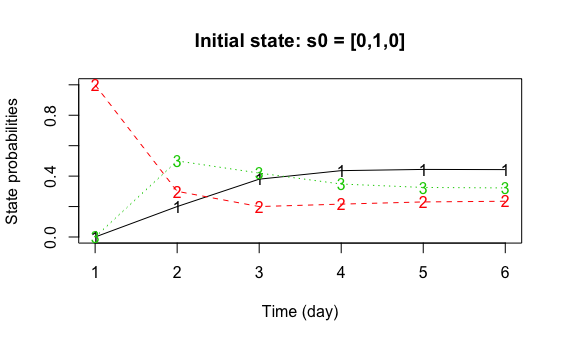 Initial state: s0 = [0,1,0]
State probabilities
0.8
0.4
0.0
2 2 2 2 2 2
3 3 3 3 3 3
1 1 1 1 1 1
1 2 3 4 5 6
Time (day)